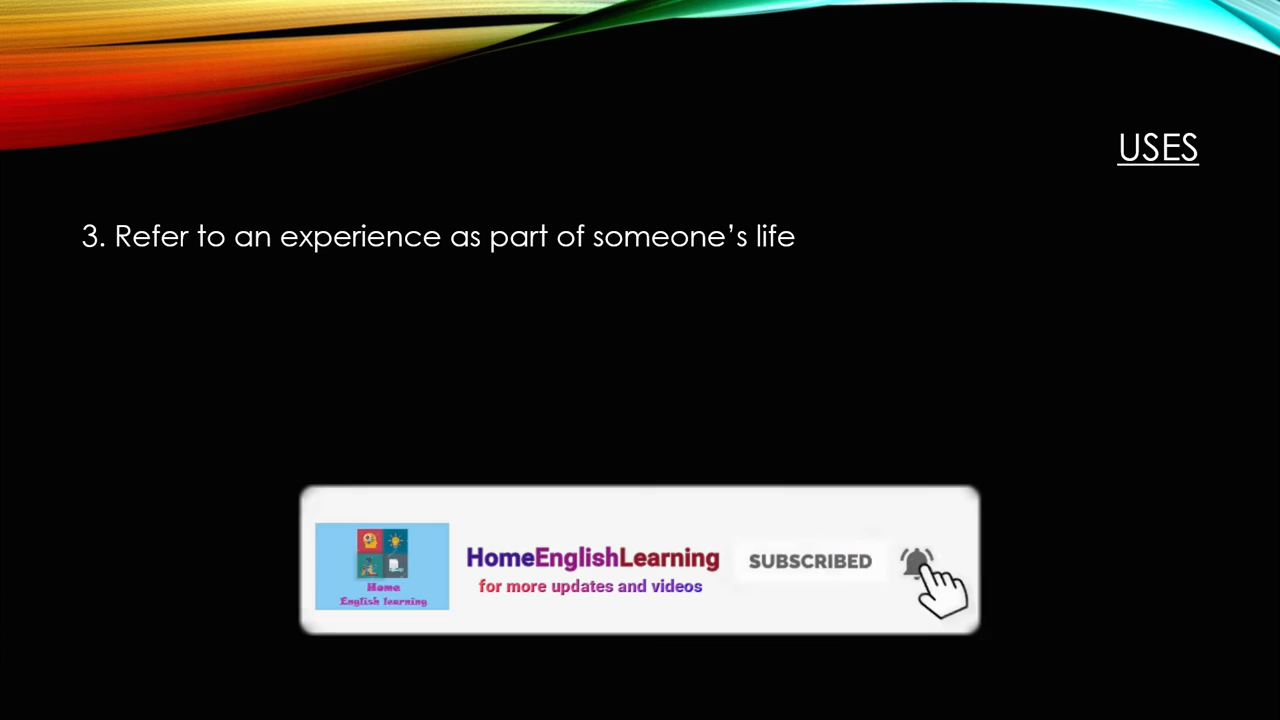 USES
3. Refer to an experience as part of someone’s life
HomeEnglishLearning
for more updates and videos
SUBSCRIBED
Home
English learning